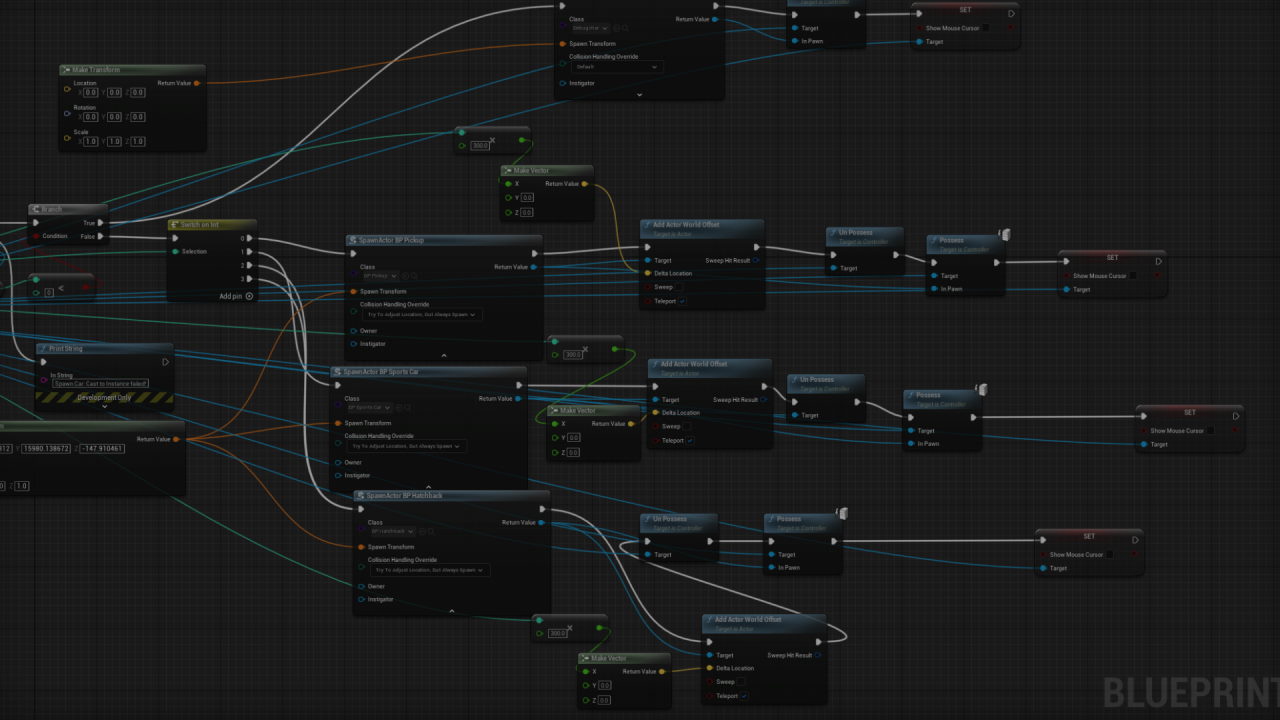 Target is Controller
SET
Class
Return Value
Target
Show Mouse Cursor
In Pawn
Target
Spawn Transform
Collision Handling Override
Default
Instigator
Make Transform
Location
Return Value
X 0.0 Y 0.0 Z 0.0
Rotation
X 0.0 Y 0.0 Z 0.0
Scale
X 1.0 Y 1.0 Z 1.0
300.0
Make Vector
X
Return Value
Y 0.0
Z 0.0
Branch
True
Condition
False
Switch on Int
0
Selection
1
2
3
Add pin
0 <
SpawnActor BP Pickup
Class
Return Value
BP Pickup
Spawn Transform
Collision Handling Override
Try To Adjust Location, But Always Spawn
Owner
Instigator
Add Actor World Offset
Target is Actor
Target
Sweep Hit Result
Delta Location
Sweep
Teleport
Un Possess
Target is Controller
Target
Possess
Target is Controller
Target
In Pawn
SET
Show Mouse Cursor
Target
Print String
In String
Spawn.Car. Cast to Instance failed!
Development Only
SpawnActor BP Sports Car
Class
Return Value
BP Sports Car
Spawn Transform
Collision Handling Override
Try To Adjust Location, But Always Spawn
Owner
Instigator
300.0
Make Vector
X
Return Value
Y 0.0
Z 0.0
Add Actor World Offset
Target is Actor
Target
Sweep Hit Result
Delta Location
Sweep
Teleport
Un Possess
Target is Controller
Target
Possess
Target is Controller
Target
In Pawn
SET
Show Mouse Cursor
Target
Return Value
Y 15980.138672 Z -147.910461
Z 1.0
SpawnActor BP Hatchback
Class
Return Value
BP Hatchback
Spawn Transform
Collision Handling Override
Try To Adjust Location, But Always Spawn
Owner
Instigator
Un Possess
Target is Controller
Target
Possess
Target is Controller
Target
In Pawn
SET
Show Mouse Cursor
Target
300.0
Make Vector
X
Return Value
Y 0.0
Z 0.0
Add Actor World Offset
Target is Actor
Target
Sweep Hit Result
Delta Location
Sweep
Teleport
BLUEPRINT